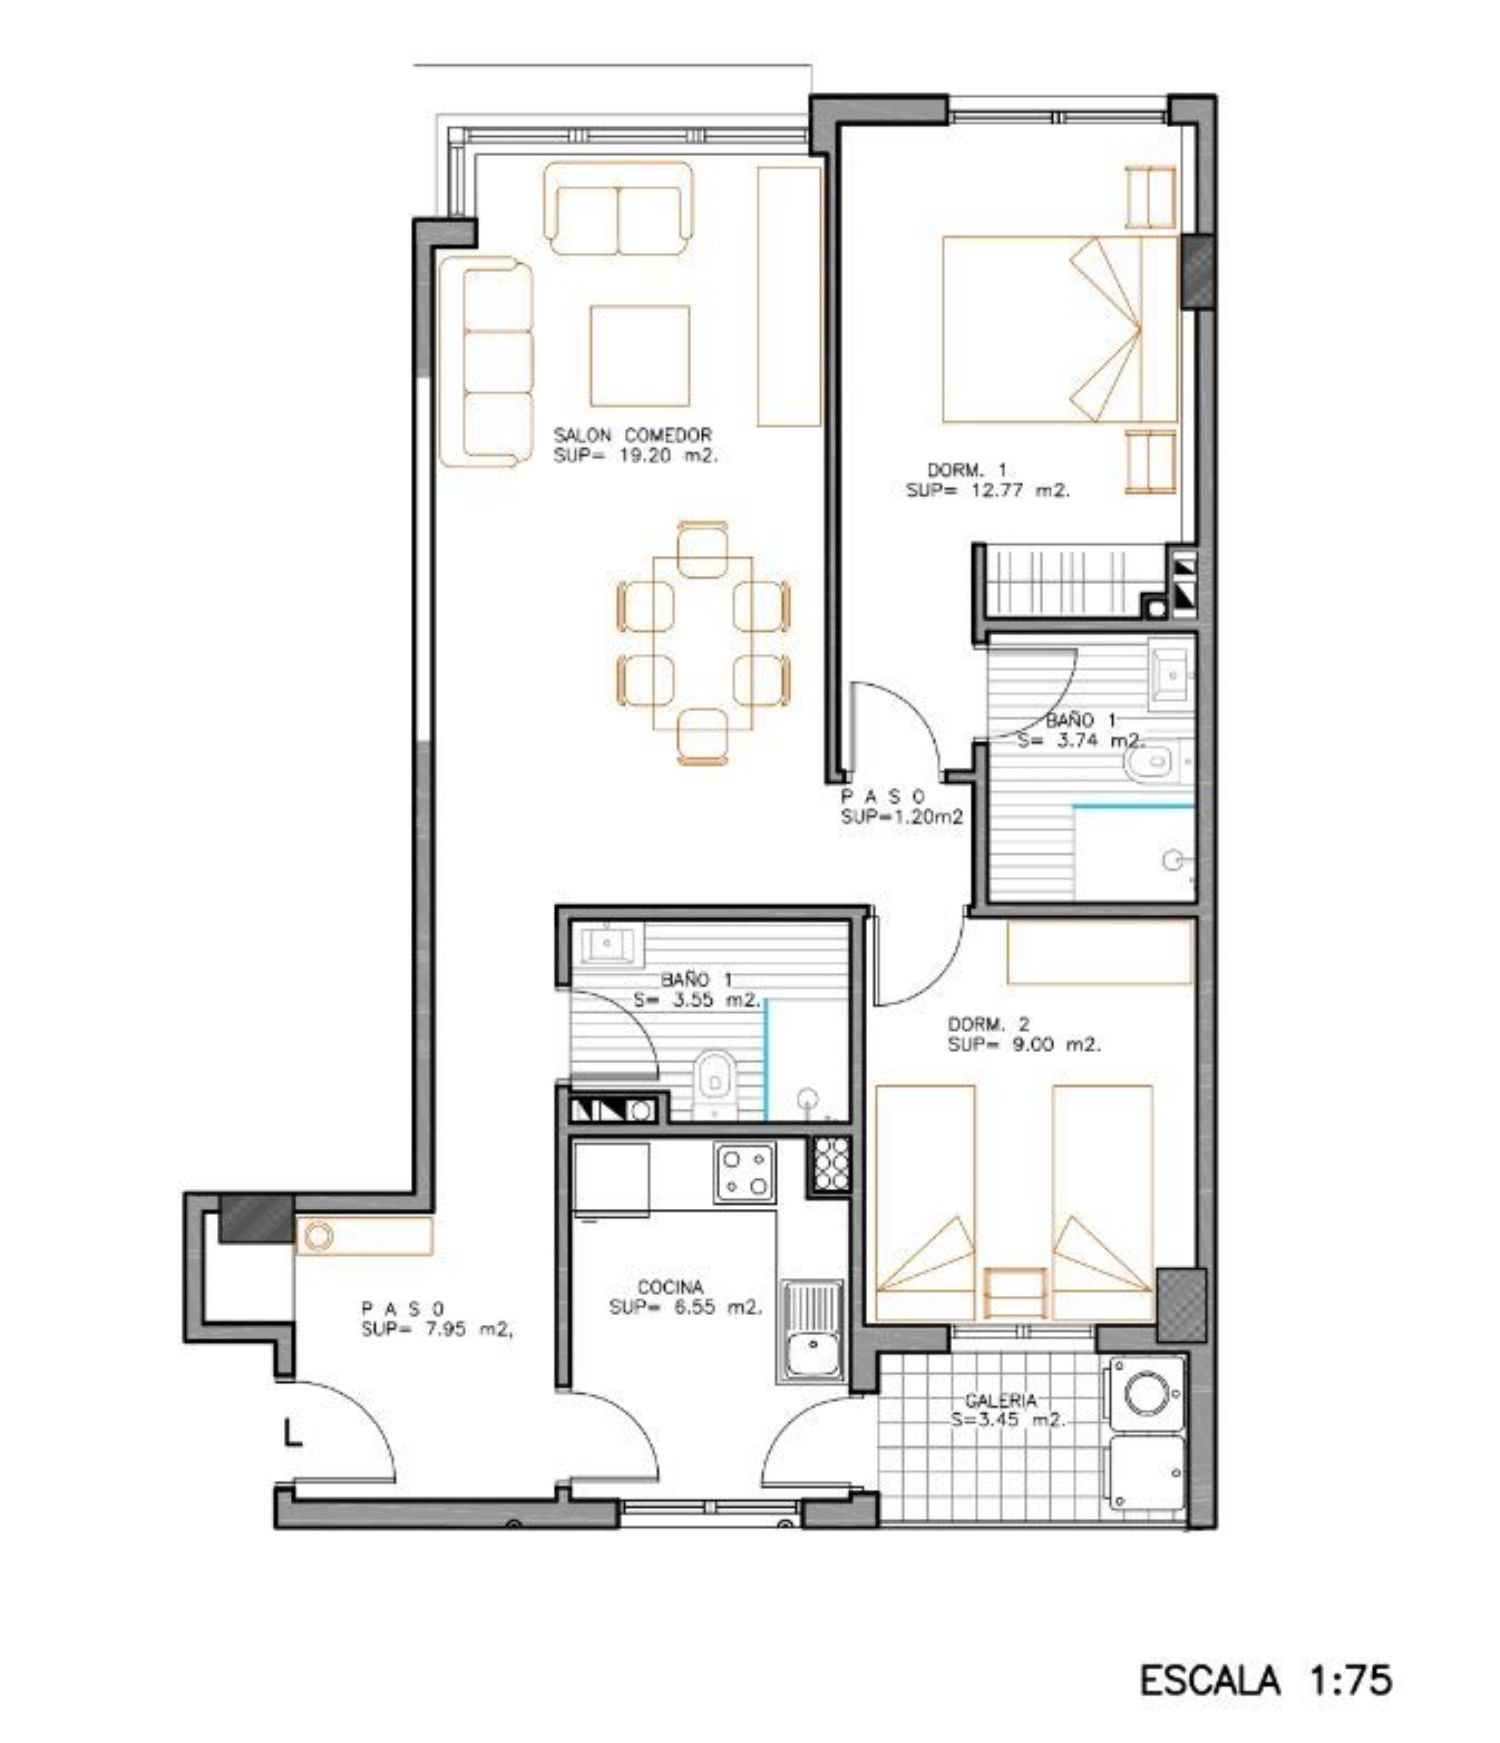 SALON COMEDOR
SUP= 19.20 m2.
DORM. 1
SUP= 12.77 m2.
BAÑO 1
S= 3.74 m2.
P A S O
SUP=1.20m2
BAÑO 1
S= 3.55 m2.
DORM. 2
SUP= 9.00 m2.
COCINA
SUP= 6.55 m2.
P A S O
SUP= 7.95 m2,
GALERIA
S=3.45 m2.
L
ESCALA 1:75